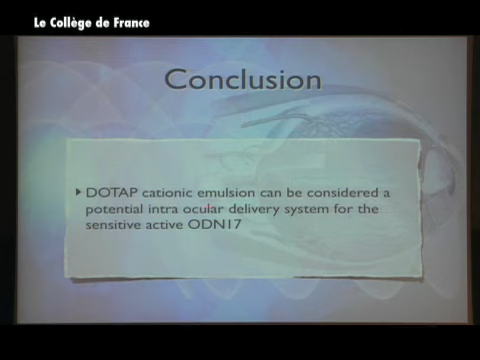 Le Collège de France
Conclusion
DOTAP cationic emulsion can be considered a
potential intra ocular delivery system for the
sensitive active ODN17